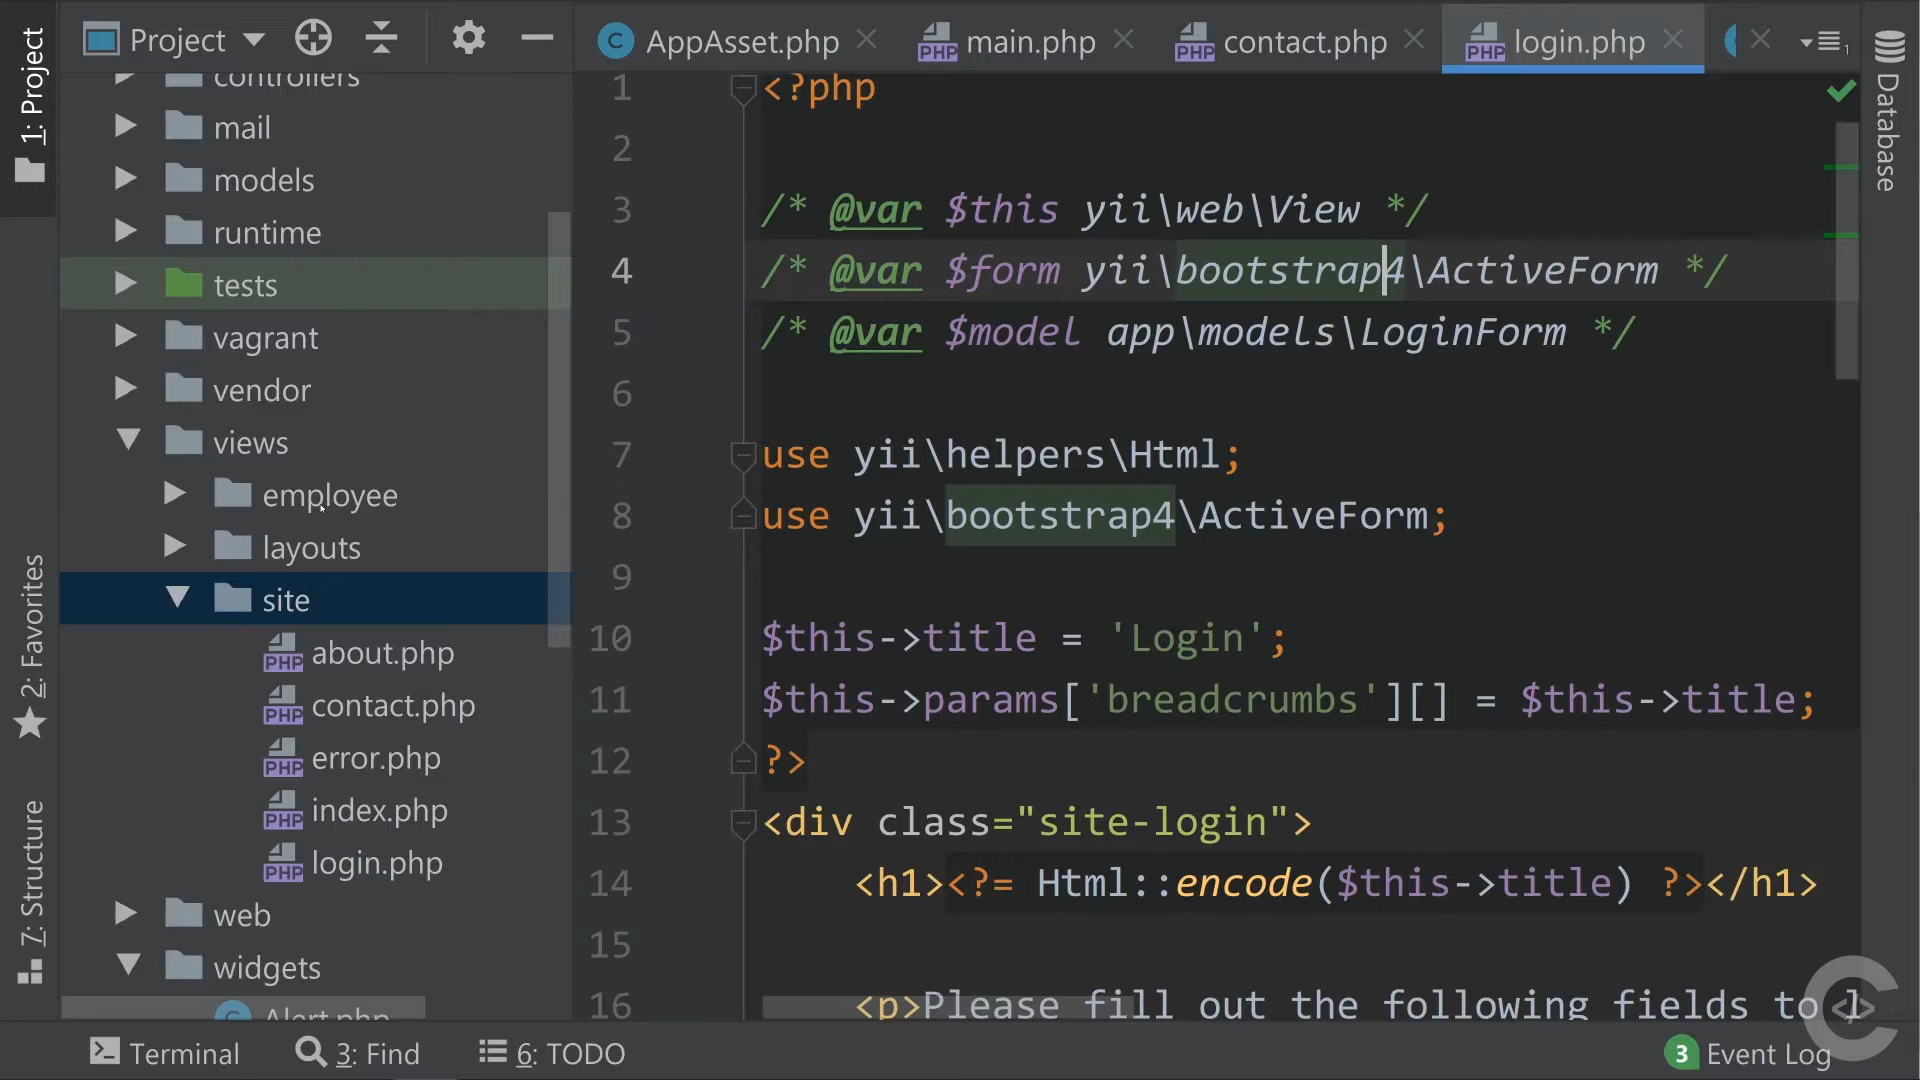 1: Project
2: Favorites
7: Structure
Project
controllers
mail
models
runtime
tests
vagrant
vendor
views
employee
layouts
site
about.php
contact.php
error.php
index.php
login.php
web
widgets
Alert.php
AppAsset.php
main.php
contact.php
login.php
1 <?php
2
3 /* @var $this yii\web\View */
4 /* @var $form yii\bootstrap4\ActiveForm */
5 /* @var $model app\models\LoginForm */
6
7 use yii\helpers\Html;
8 use yii\bootstrap4\ActiveForm;
9
10 $this->title = 'Login';
11 $this->params['breadcrumbs'][] = $this->title;
12 ?>
13 <div class="site-login">
14 <h1><?= Html::encode($this->title) ?></h1>
15
16 <p>Please fill out the following fields to l
Database
Terminal
3: Find
6: TODO
3 Event Log